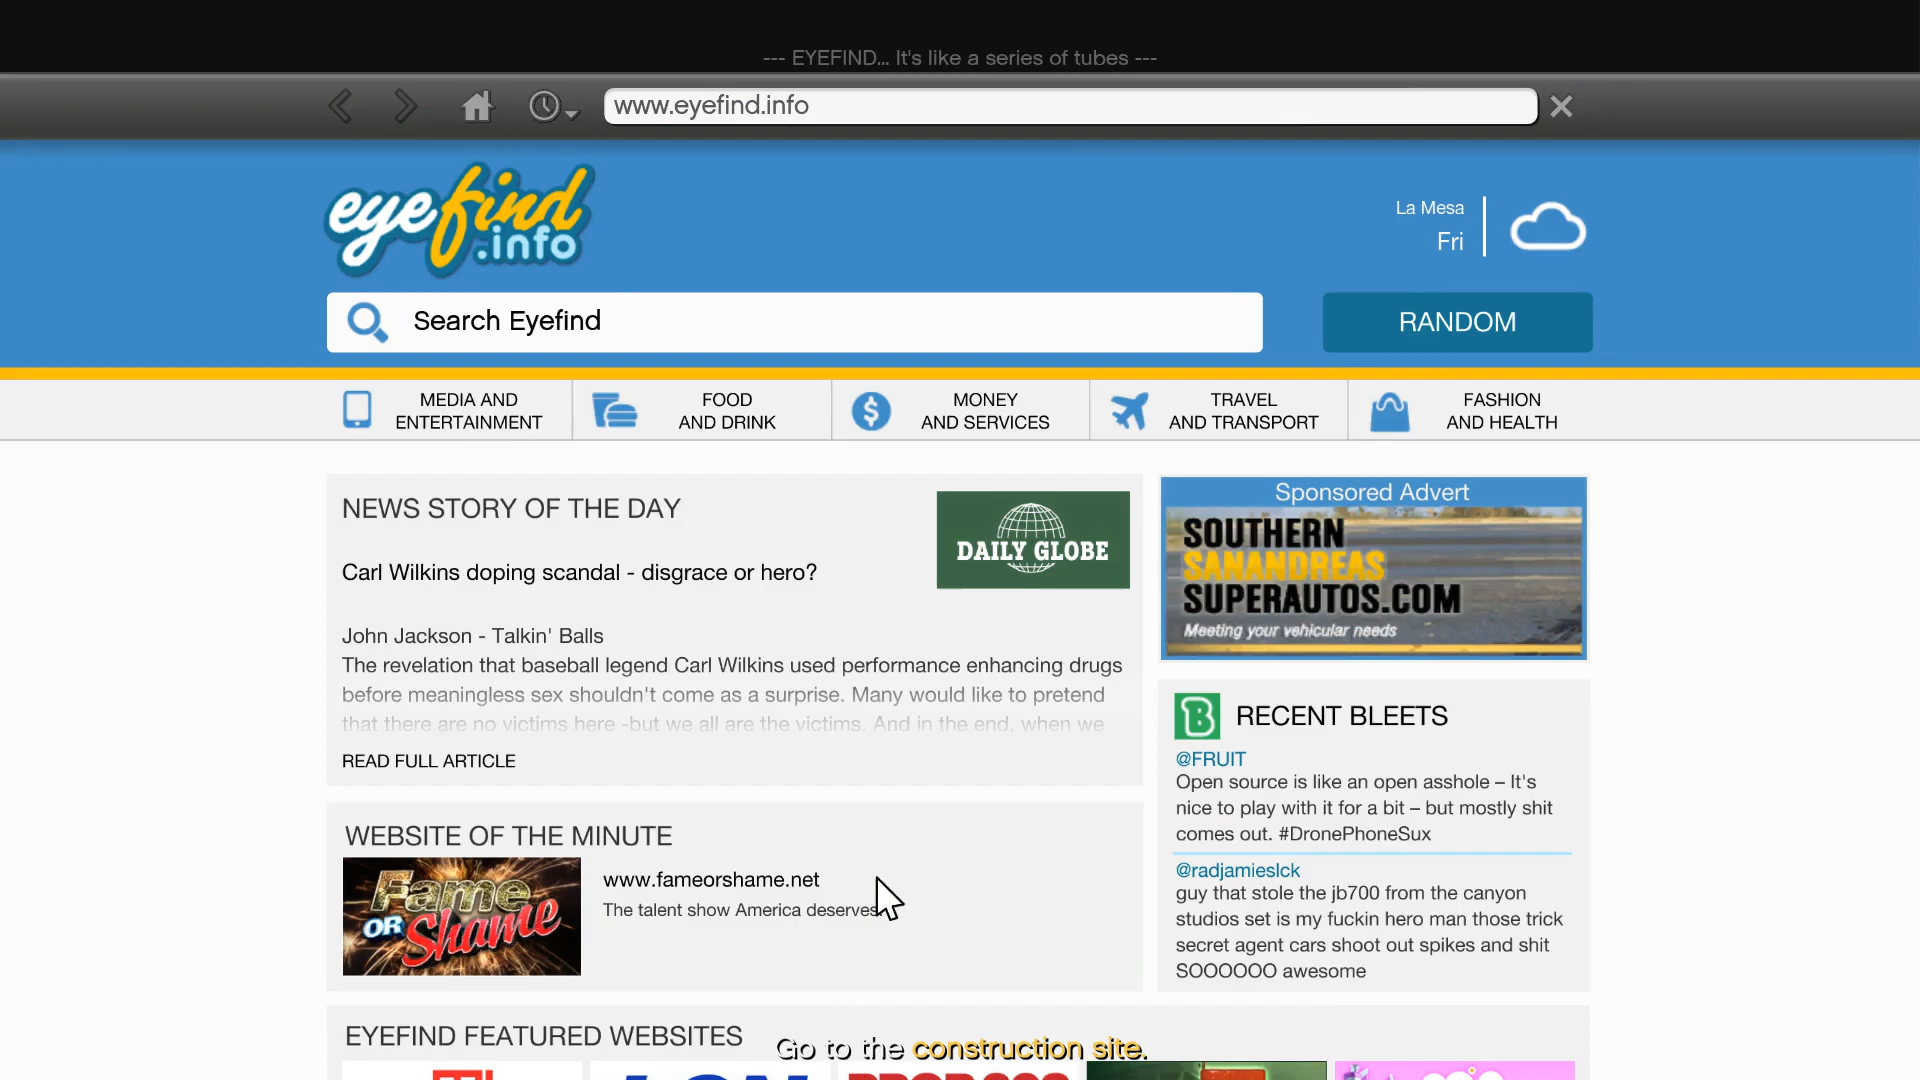 --- EYEFIND... It's like a series of tubes ---
www.eyefind.info
eyefind
.info
La Mesa
Fri
Search Eyefind
RANDOM
MEDIA AND
ENTERTAINMENT
FOOD
AND DRINK
MONEY
AND SERVICES
TRAVEL
AND TRANSPORT
FASHION
AND HEALTH
NEWS STORY OF THE DAY
DAILY GLOBE
Carl Wilkins doping scandal - disgrace or hero?
John Jackson - Talkin' Balls
The revelation that baseball legend Carl Wilkins used performance enhancing drugs
before meaningless sex shouldn't come as a surprise. Many would like to pretend
that there are no victims here -but we all are the victims. And in the end, when we
READ FULL ARTICLE
Sponsored Advert
SOUTHERN
SANANDREAS
SUPERAUTOS.COM
Meeting your vehicular needs
B RECENT BLEETS
@FRUIT
Open source is like an open asshole – It's
nice to play with it for a bit – but mostly shit
comes out. #DronePhoneSux
@radjamieslck
guy that stole the jb700 from the canyon
studios set is my fuckin hero man those trick
secret agent cars shoot out spikes and shit
SOOOOOO awesome
WEBSITE OF THE MINUTE
Fame
OR Shame
www.fameorshame.net
The talent show America deserves
EYEFIND FEATURED WEBSITES
Go to the construction site.